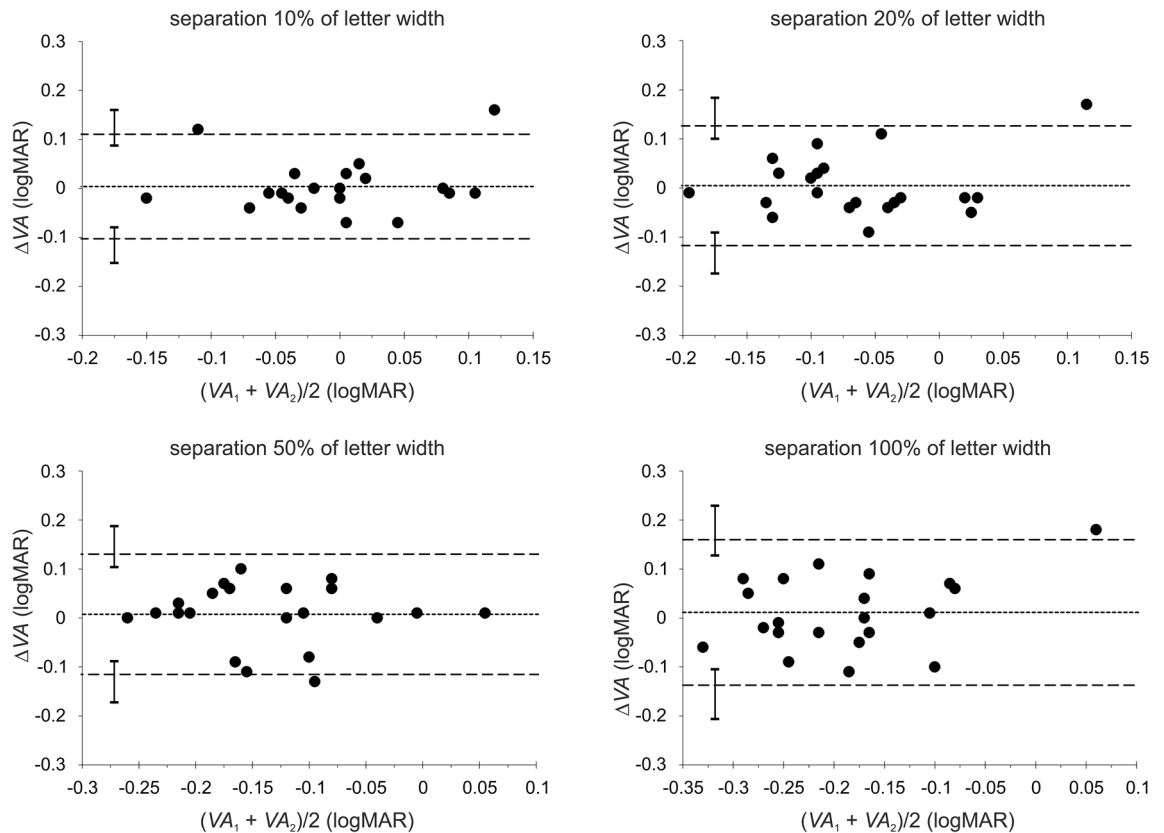 separation 10% of letter width
0.3
0.2
0.1
0
-0.1
-0.2
-0.3
ΔVA (logMAR)
-0.2 -0.15 -0.1 -0.05 0 0.05 0.1 0.15
(VA₁ + VA₂)/2 (logMAR)
separation 20% of letter width
0.3
0.2
0.1
0
-0.1
-0.2
-0.3
ΔVA (logMAR)
-0.2 -0.15 -0.1 -0.05 0 0.05 0.1 0.15
(VA₁ + VA₂)/2 (logMAR)
separation 50% of letter width
0.3
0.2
0.1
0
-0.1
-0.2
-0.3
ΔVA (logMAR)
-0.3 -0.25 -0.2 -0.15 -0.1 -0.05 0 0.05 0.1
(VA₁ + VA₂)/2 (logMAR)
separation 100% of letter width
0.3
0.2
0.1
0
-0.1
-0.2
-0.3
ΔVA (logMAR)
-0.35 -0.3 -0.25 -0.2 -0.15 -0.1 -0.05 0 0.05 0.1
(VA₁ + VA₂)/2 (logMAR)